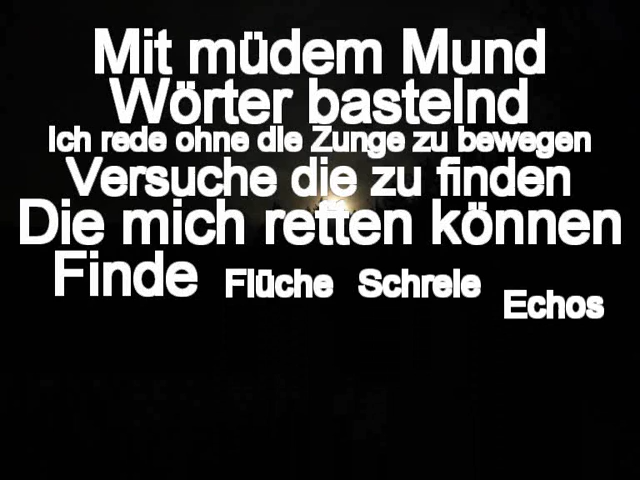 Mit müdem Mund
Wörter bastelnd
Ich rede ohne die Zunge zu bewegen
Versuche die zu finden
Die mich retten können
Finde Flüche Schreie Echos